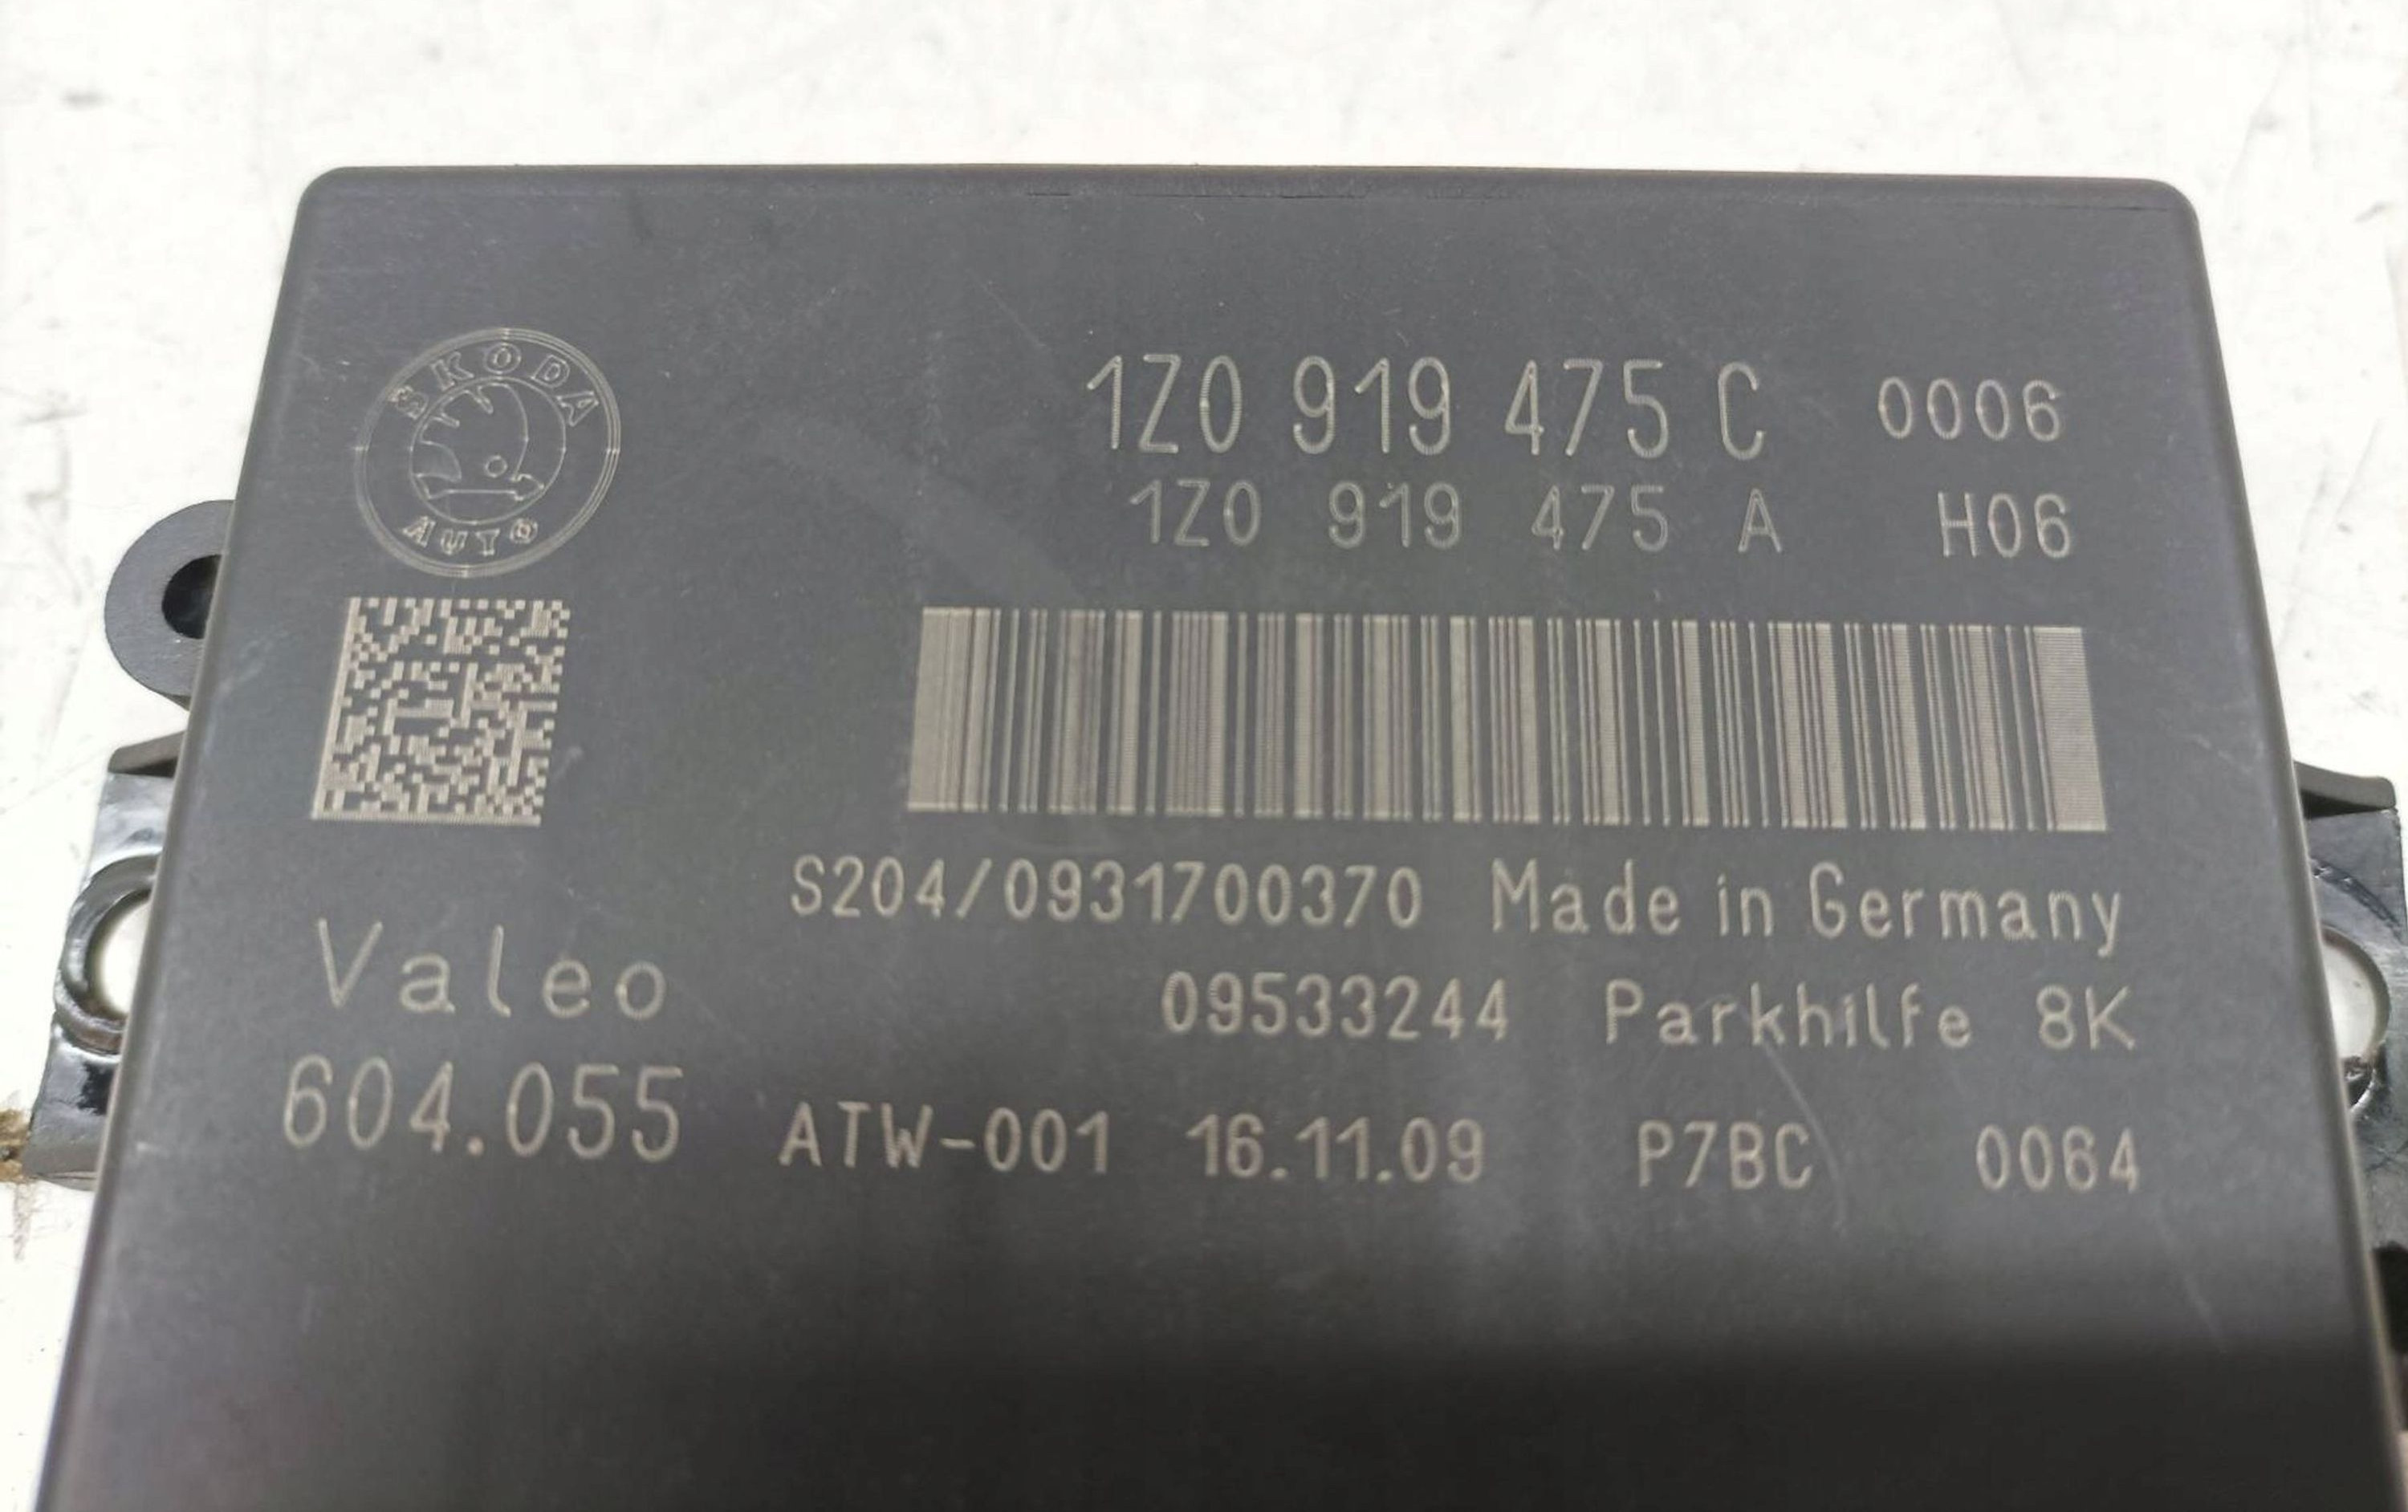 SKODA
AUTO
1Z0 919 475 C 0006
1Z0 919 475 A H06
S204/0931700370 Made in Germany
Valeo
09533244 Parkhilfe 8K
604.055
ATW-001 16.11.09 P7BC 0064